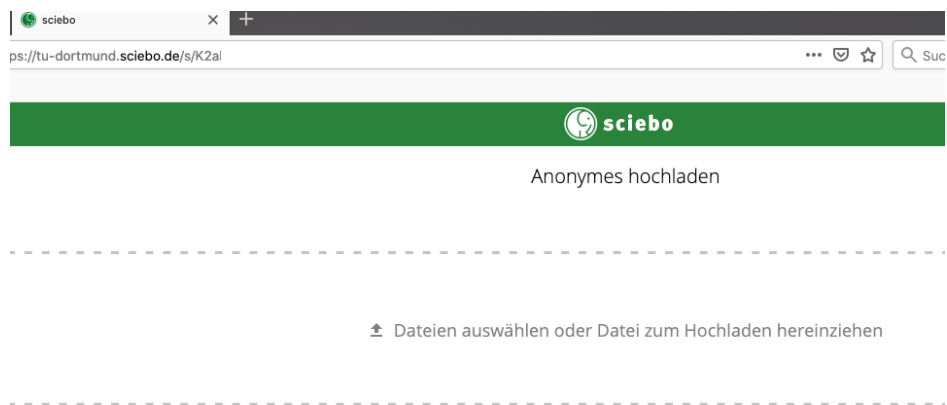 sciebo
ps://tu-dortmund.sciebo.de/s/K2al
Suc
sciebo
Anonymes hochladen
Dateien auswählen oder Datei zum Hochladen hereinziehen